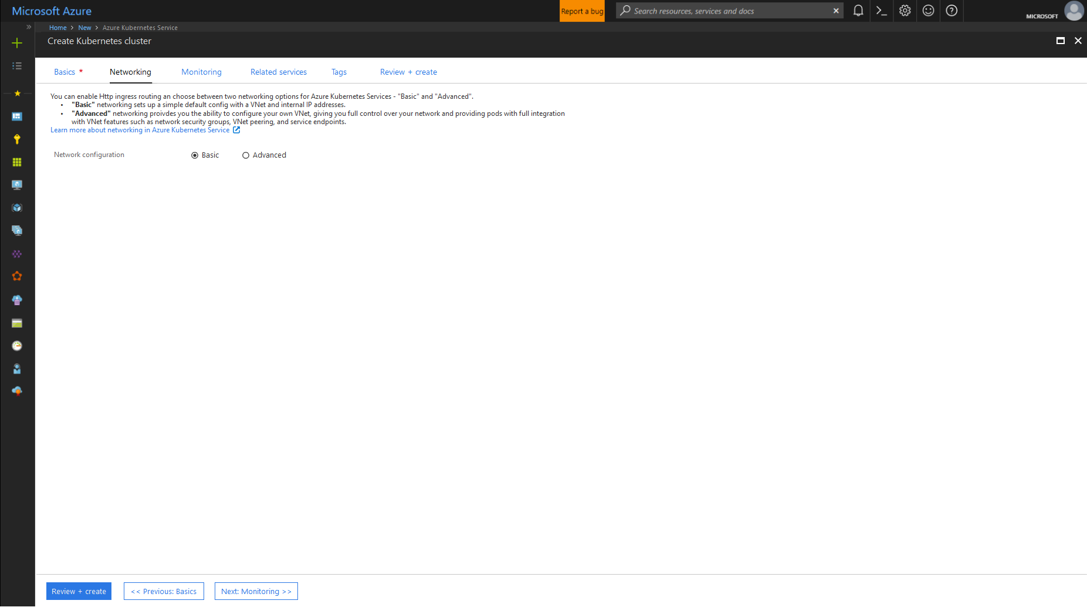 Microsoft Azure
Report a bug
Search resources, services and docs
MICROSOFT
Home > New > Azure Kubernetes Service
Create Kubernetes cluster
Basics * Networking Monitoring Related services Tags Review + create
You can enable Http ingress routing an choose between two networking options for Azure Kubernetes Services - "Basic" and "Advanced".
• "Basic" networking sets up a simple default config with a VNet and internal IP addresses.
• "Advanced" networking proivdes you the ability to configure your own VNet, giving you full control over your network and providing pods with full integration
with VNet features such as network security groups, VNet peering, and service endpoints.
Learn more about networking in Azure Kubernetes Service
Network configuration Basic Advanced
Review + create << Previous: Basics Next: Monitoring >>